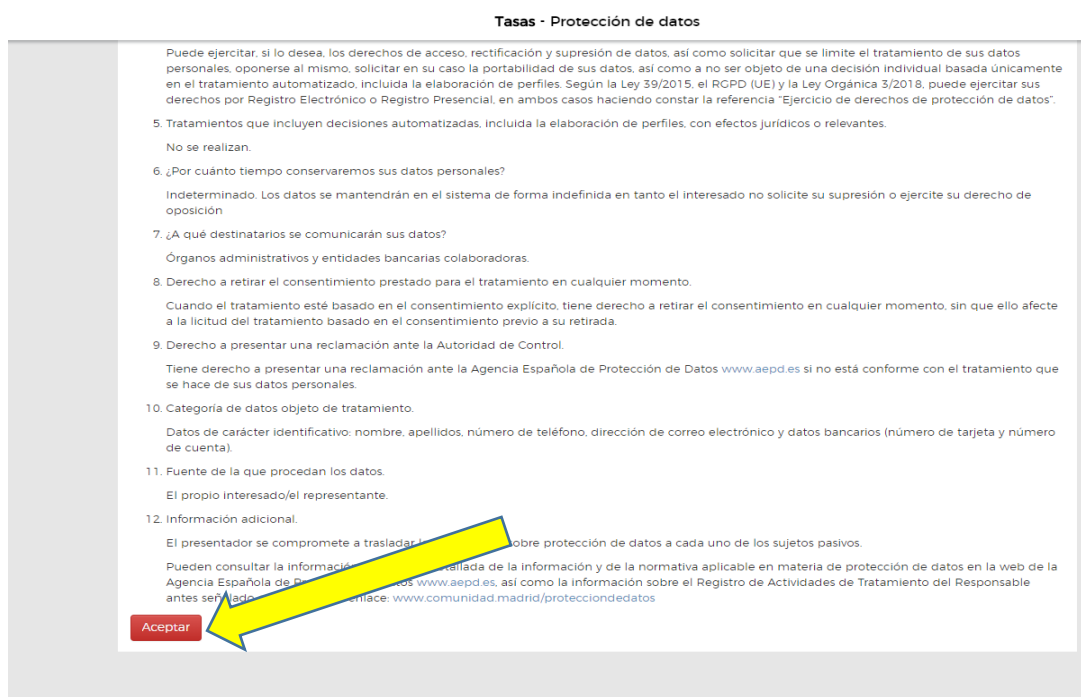 Tasas - Protección de datos
Puede ejercitar, si lo desea, los derechos de acceso, rectificación y supresión de datos, así como solicitar que se limite el tratamiento de sus datos
personales, oponerse al mismo, solicitar en su caso la portabilidad de sus datos, así como a no ser objeto de una decisión individual basada únicamente
en el tratamiento automatizado, incluida la elaboración de perfiles. Según la Ley 39/2015, el RGPD (UE) y la Ley Orgánica 3/2018, puede ejercitar sus
derechos por Registro Electrónico o Registro Presencial, en ambos casos haciendo constar la referencia "Ejercicio de derechos de protección de datos".
5. Tratamientos que incluyen decisiones automatizadas, incluida la elaboración de perfiles, con efectos jurídicos o relevantes.
No se realizan.
6. ¿Por cuánto tiempo conservaremos sus datos personales?
Indeterminado. Los datos se mantendrán en el sistema de forma indefinida en tanto el interesado no solicite su supresión o ejercite su derecho de
oposición
7. ¿A qué destinatarios se comunicarán sus datos?
Órganos administrativos y entidades bancarias colaboradoras.
8. Derecho a retirar el consentimiento prestado para el tratamiento en cualquier momento.
Cuando el tratamiento esté basado en el consentimiento explícito, tiene derecho a retirar el consentimiento en cualquier momento, sin que ello afecte
a la licitud del tratamiento basado en el consentimiento previo a su retirada.
9. Derecho a presentar una reclamación ante la Autoridad de Control.
Tiene derecho a presentar una reclamación ante la Agencia Española de Protección de Datos www.aepd.es si no está conforme con el tratamiento que
se hace de sus datos personales.
10. Categoría de datos objeto de tratamiento.
Datos de carácter identificativo: nombre, apellidos, número de teléfono, dirección de correo electrónico y datos bancarios (número de tarjeta y número
de cuenta).
11. Fuente de la que procedan los datos.
El propio interesado/el representante.
12. Información adicional.
El presentador se compromete a trasladar sobre protección de datos a cada uno de los sujetos pasivos.
Pueden consultar la de la información y de la normativa aplicable en materia de protección de datos en la web de la
Agencia Española de www.aepd.es, así como la información sobre el Registro de Actividades de Tratamiento del Responsable
antes enlace: www.comunidad.madrid/protecciondedatos
Aceptar